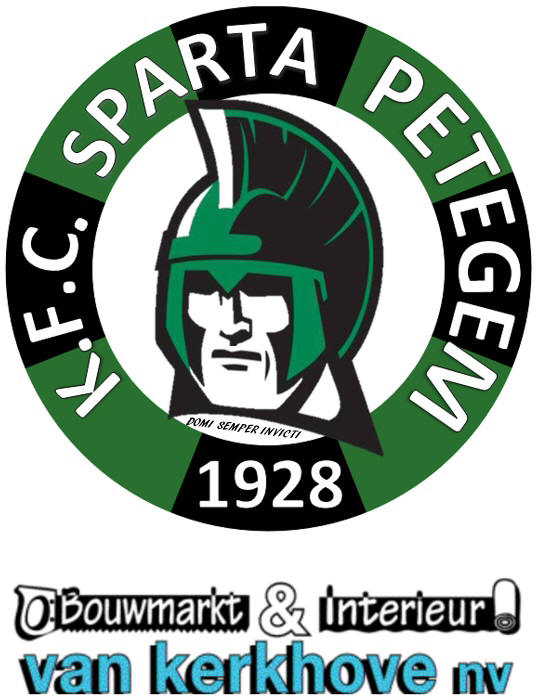 K.F.C. SPARTA PETEGEM
DOMI SEMPER INVICTI
1928
Bouwmarkt & Interieur
van kerkhove nv